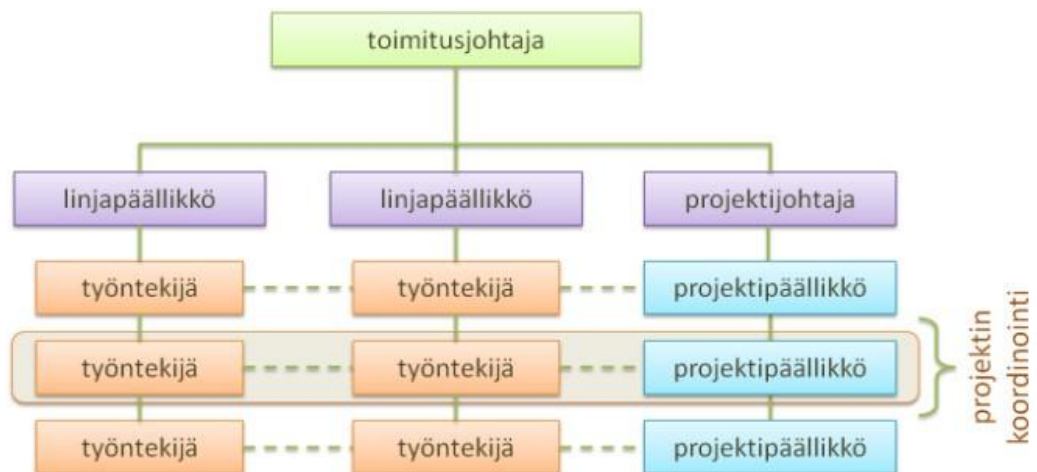 toimitusjohtaja
linjapäällikkö linjapäällikkö projektijohtaja
työntekijä työntekijä projektipäällikkö
työntekijä työntekijä projektipäällikkö
työntekijä työntekijä projektipäällikkö
projektin
koordinointi